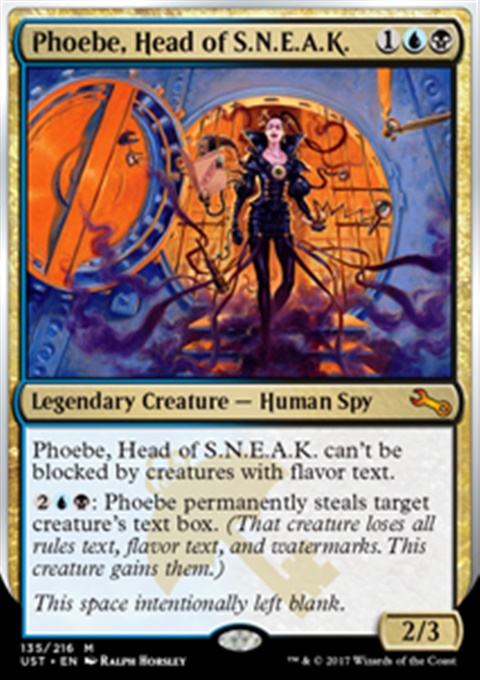 Phoebe, Head of S.N.E.A.K. 1
Legendary Creature — Human Spy
Phoebe, Head of S.N.E.A.K. can't be
blocked by creatures with flavor text.
2: Phoebe permanently steals target
creature's text box. (That creature loses all
rules text, flavor text, and watermarks. This
creature gains them.)
This space intentionally left blank.
2/3
135/216 M
UST • EN Ralph Horsley
™ & © 2017 Wizards of the Coast